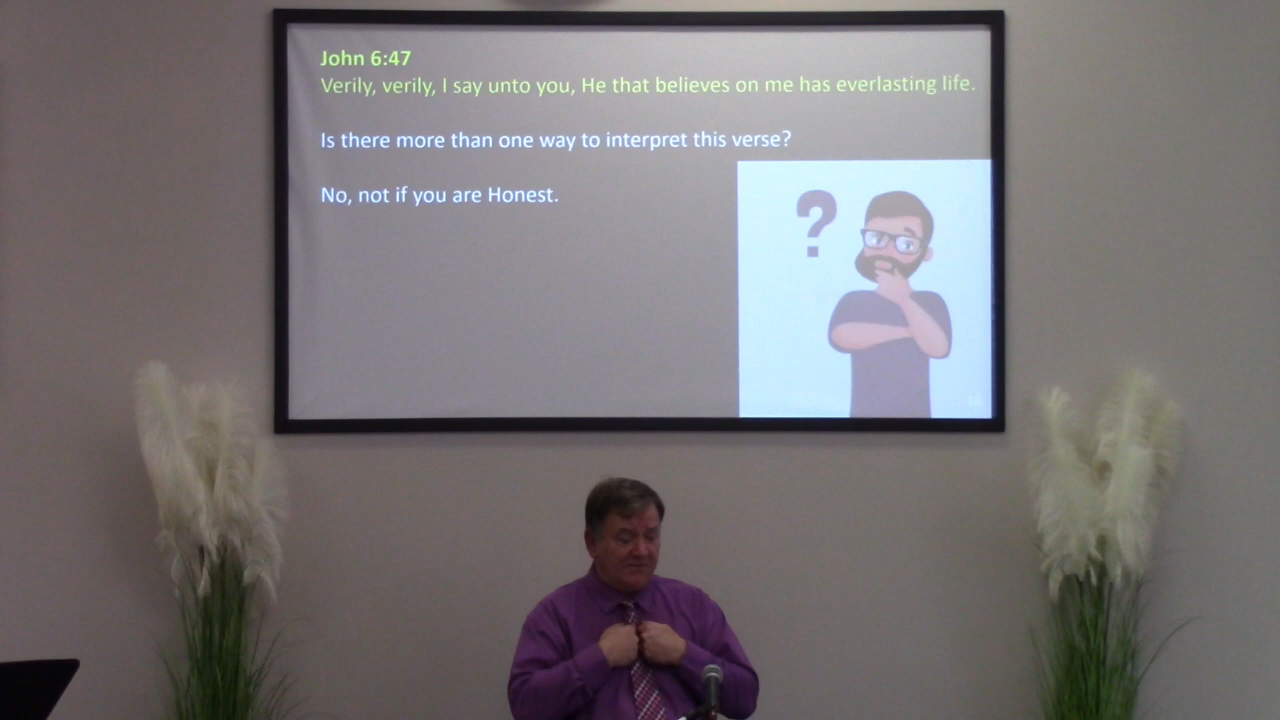 John 6:47
Verily, verily, I say unto you, He that believes on me has everlasting life.
Is there more than one way to interpret this verse?
No, not if you are Honest.
?